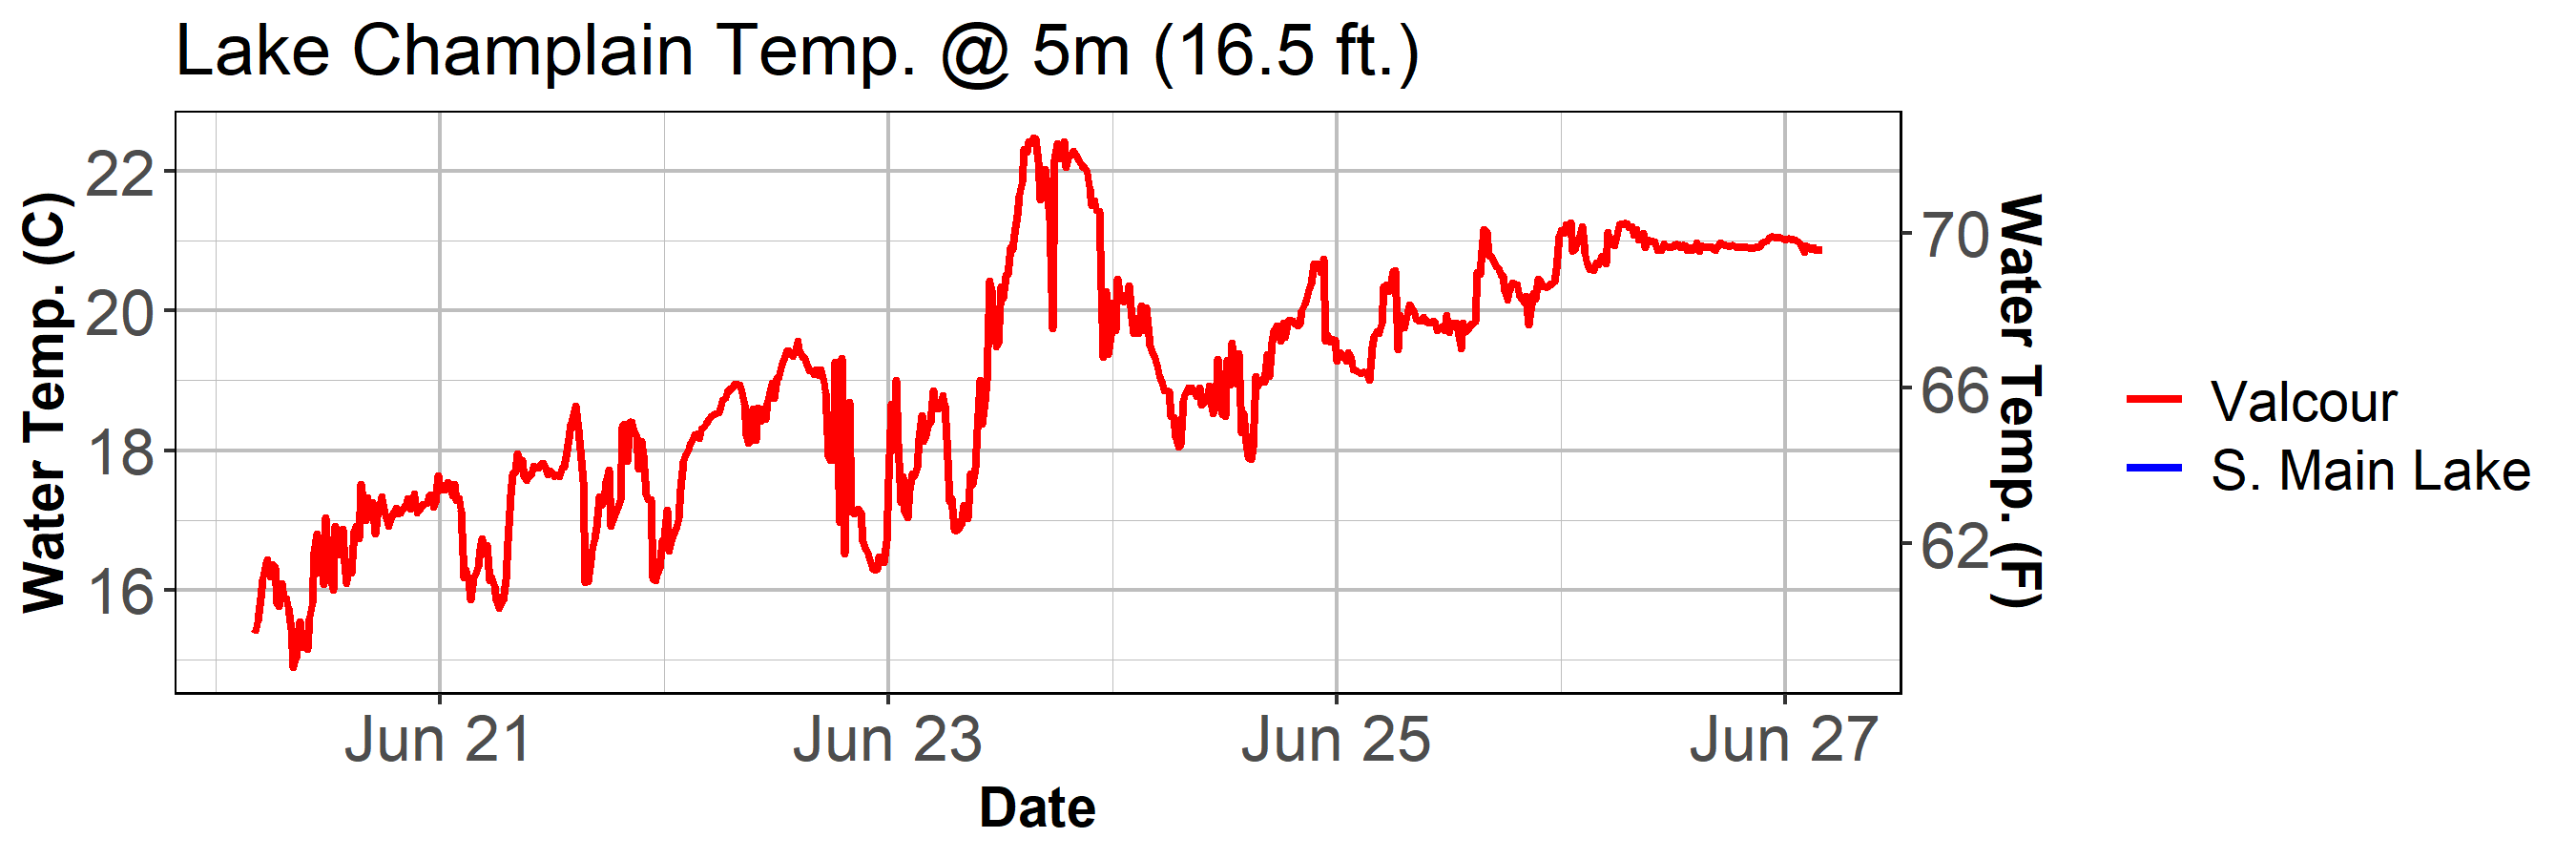 Lake Champlain Temp. @ 5m (16.5 ft.)
Water Temp. (C)
22
20
18
16
70
66
62
Water Temp. (F)
Jun 21
Jun 23
Jun 25
Jun 27
Date
Valcour
S. Main Lake